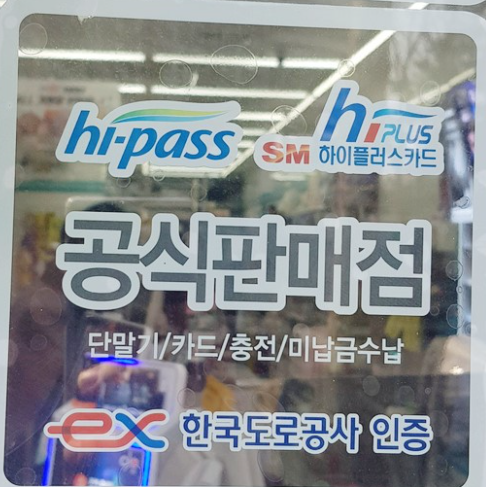 hi-pass
hi PLUS
SM 하이플러스카드
공식판매점
단말기/카드/충전/미납금수납
ex 한국도로공사 인증